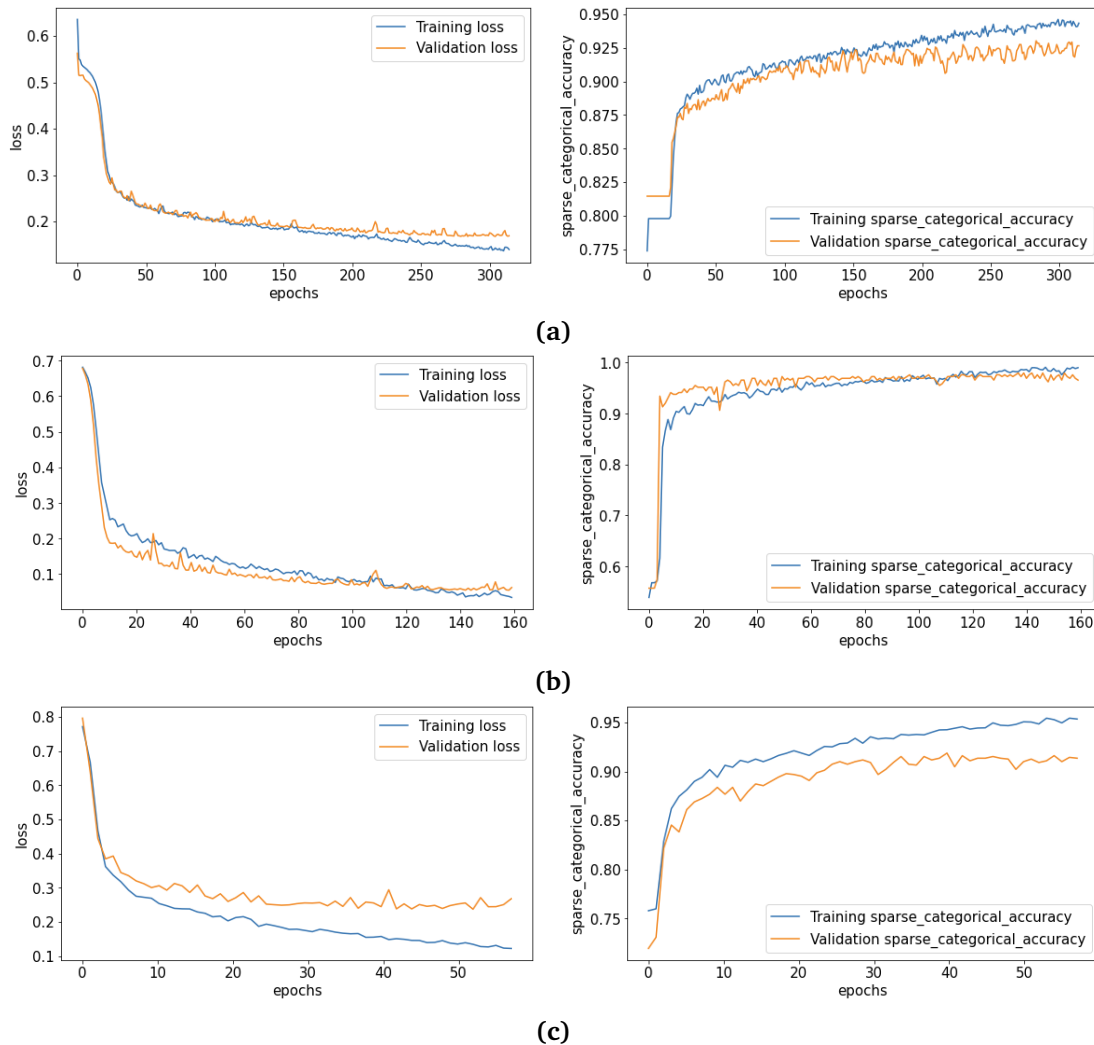 Training loss
Validation loss
0.6
0.5
0.4
0.3
0.2
loss
0 50 100 150 200 250 300
epochs
0.950
0.925
0.900
0.875
0.850
0.825
0.800
0.775
sparse_categorical_accuracy
Training sparse_categorical_accuracy
Validation sparse_categorical_accuracy
0 50 100 150 200 250 300
epochs
(a)
Training loss
Validation loss
0.7
0.6
0.5
0.4
0.3
0.2
0.1
loss
0 20 40 60 80 100 120 140 160
epochs
1.0
0.9
0.8
0.7
0.6
sparse_categorical_accuracy
Training sparse_categorical_accuracy
Validation sparse_categorical_accuracy
0 20 40 60 80 100 120 140 160
epochs
(b)
Training loss
Validation loss
0.8
0.7
0.6
0.5
0.4
0.3
0.2
0.1
loss
0 10 20 30 40 50
epochs
0.95
0.90
0.85
0.80
0.75
sparse_categorical_accuracy
Training sparse_categorical_accuracy
Validation sparse_categorical_accuracy
0 10 20 30 40 50
epochs
(c)